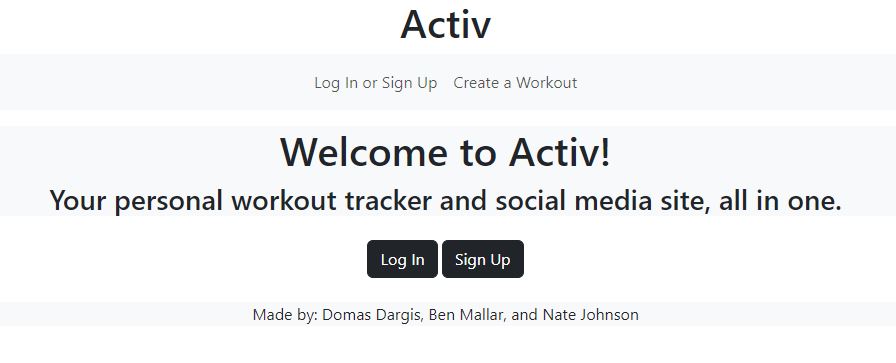 Activ
Log In or Sign Up Create a Workout
Welcome to Activ!
Your personal workout tracker and social media site, all in one.
Log In Sign Up
Made by: Domas Dargis, Ben Mallar, and Nate Johnson